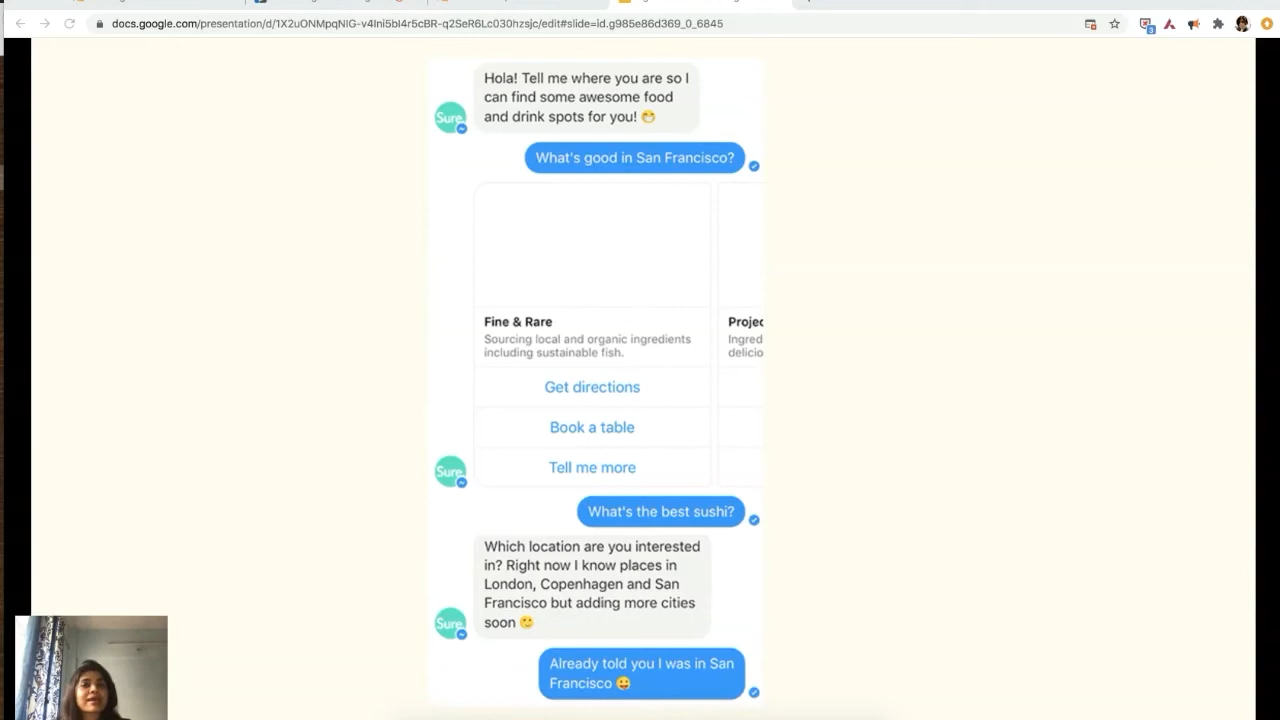 docs.google.com/presentation/d/1X2uONMpqNIG-v4Ini5bI4r5cBR-q2SeR6Lc030hzsjc/edit#slide=id.g985e86d369_0_6845
3
Hola! Tell me where you are so I
can find some awesome food
and drink spots for you! 😁
Sure.
What's good in San Francisco?
Fine & Rare
Sourcing local and organic ingredients
including sustainable fish.
Get directions
Book a table
Tell me more
Projec
Ingred
delicio
Sure.
What's the best sushi?
Which location are you interested
in? Right now I know places in
London, Copenhagen and San
Francisco but adding more cities
soon 🙂
Sure.
Already told you I was in San
Francisco 😛